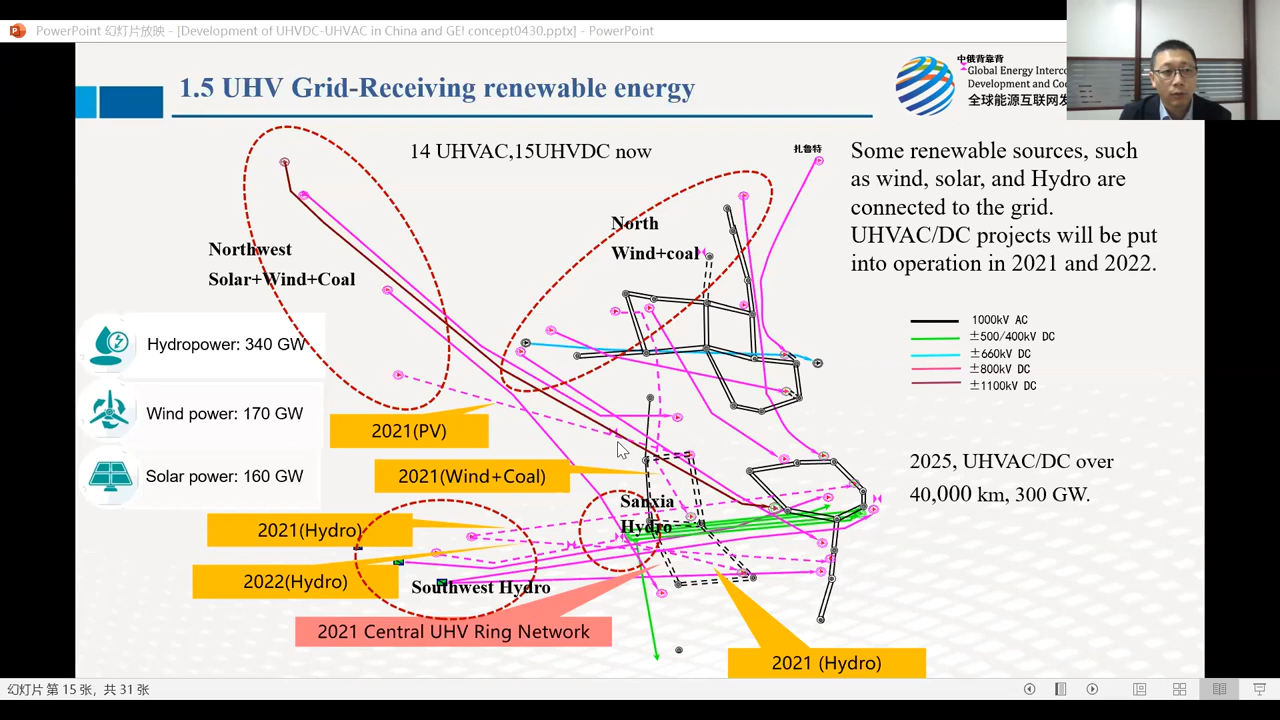 PowerPoint 幻灯片放映 - [Development of UHVDC-UHVAC in China and GEI concept0430.pptx] - PowerPoint
1.5 UHV Grid-Receiving renewable energy
中俄背靠背
Global Energy
Development and
全球能源互联网
14 UHVAC,15UHVDC now
扎鲁特
Some renewable sources, such
as wind, solar, and Hydro are
connected to the grid.
UHVAC/DC projects will be put
into operation in 2021 and 2022.
Northwest
Solar+Wind+Coal
North
Wind+coal
Hydropower: 340 GW
Wind power: 170 GW
Solar power: 160 GW
1000kV AC
±500/400kV DC
±660kV DC
±800kV DC
±1100kV DC
2021(PV)
2021(Wind+Coal)
2021(Hydro)
2022(Hydro)
Sanxia
Hydro
Southwest Hydro
2021 Central UHV Ring Network
2021 (Hydro)
2025, UHVAC/DC over
40,000 km, 300 GW.
幻灯片 第 15 张，共 31 张